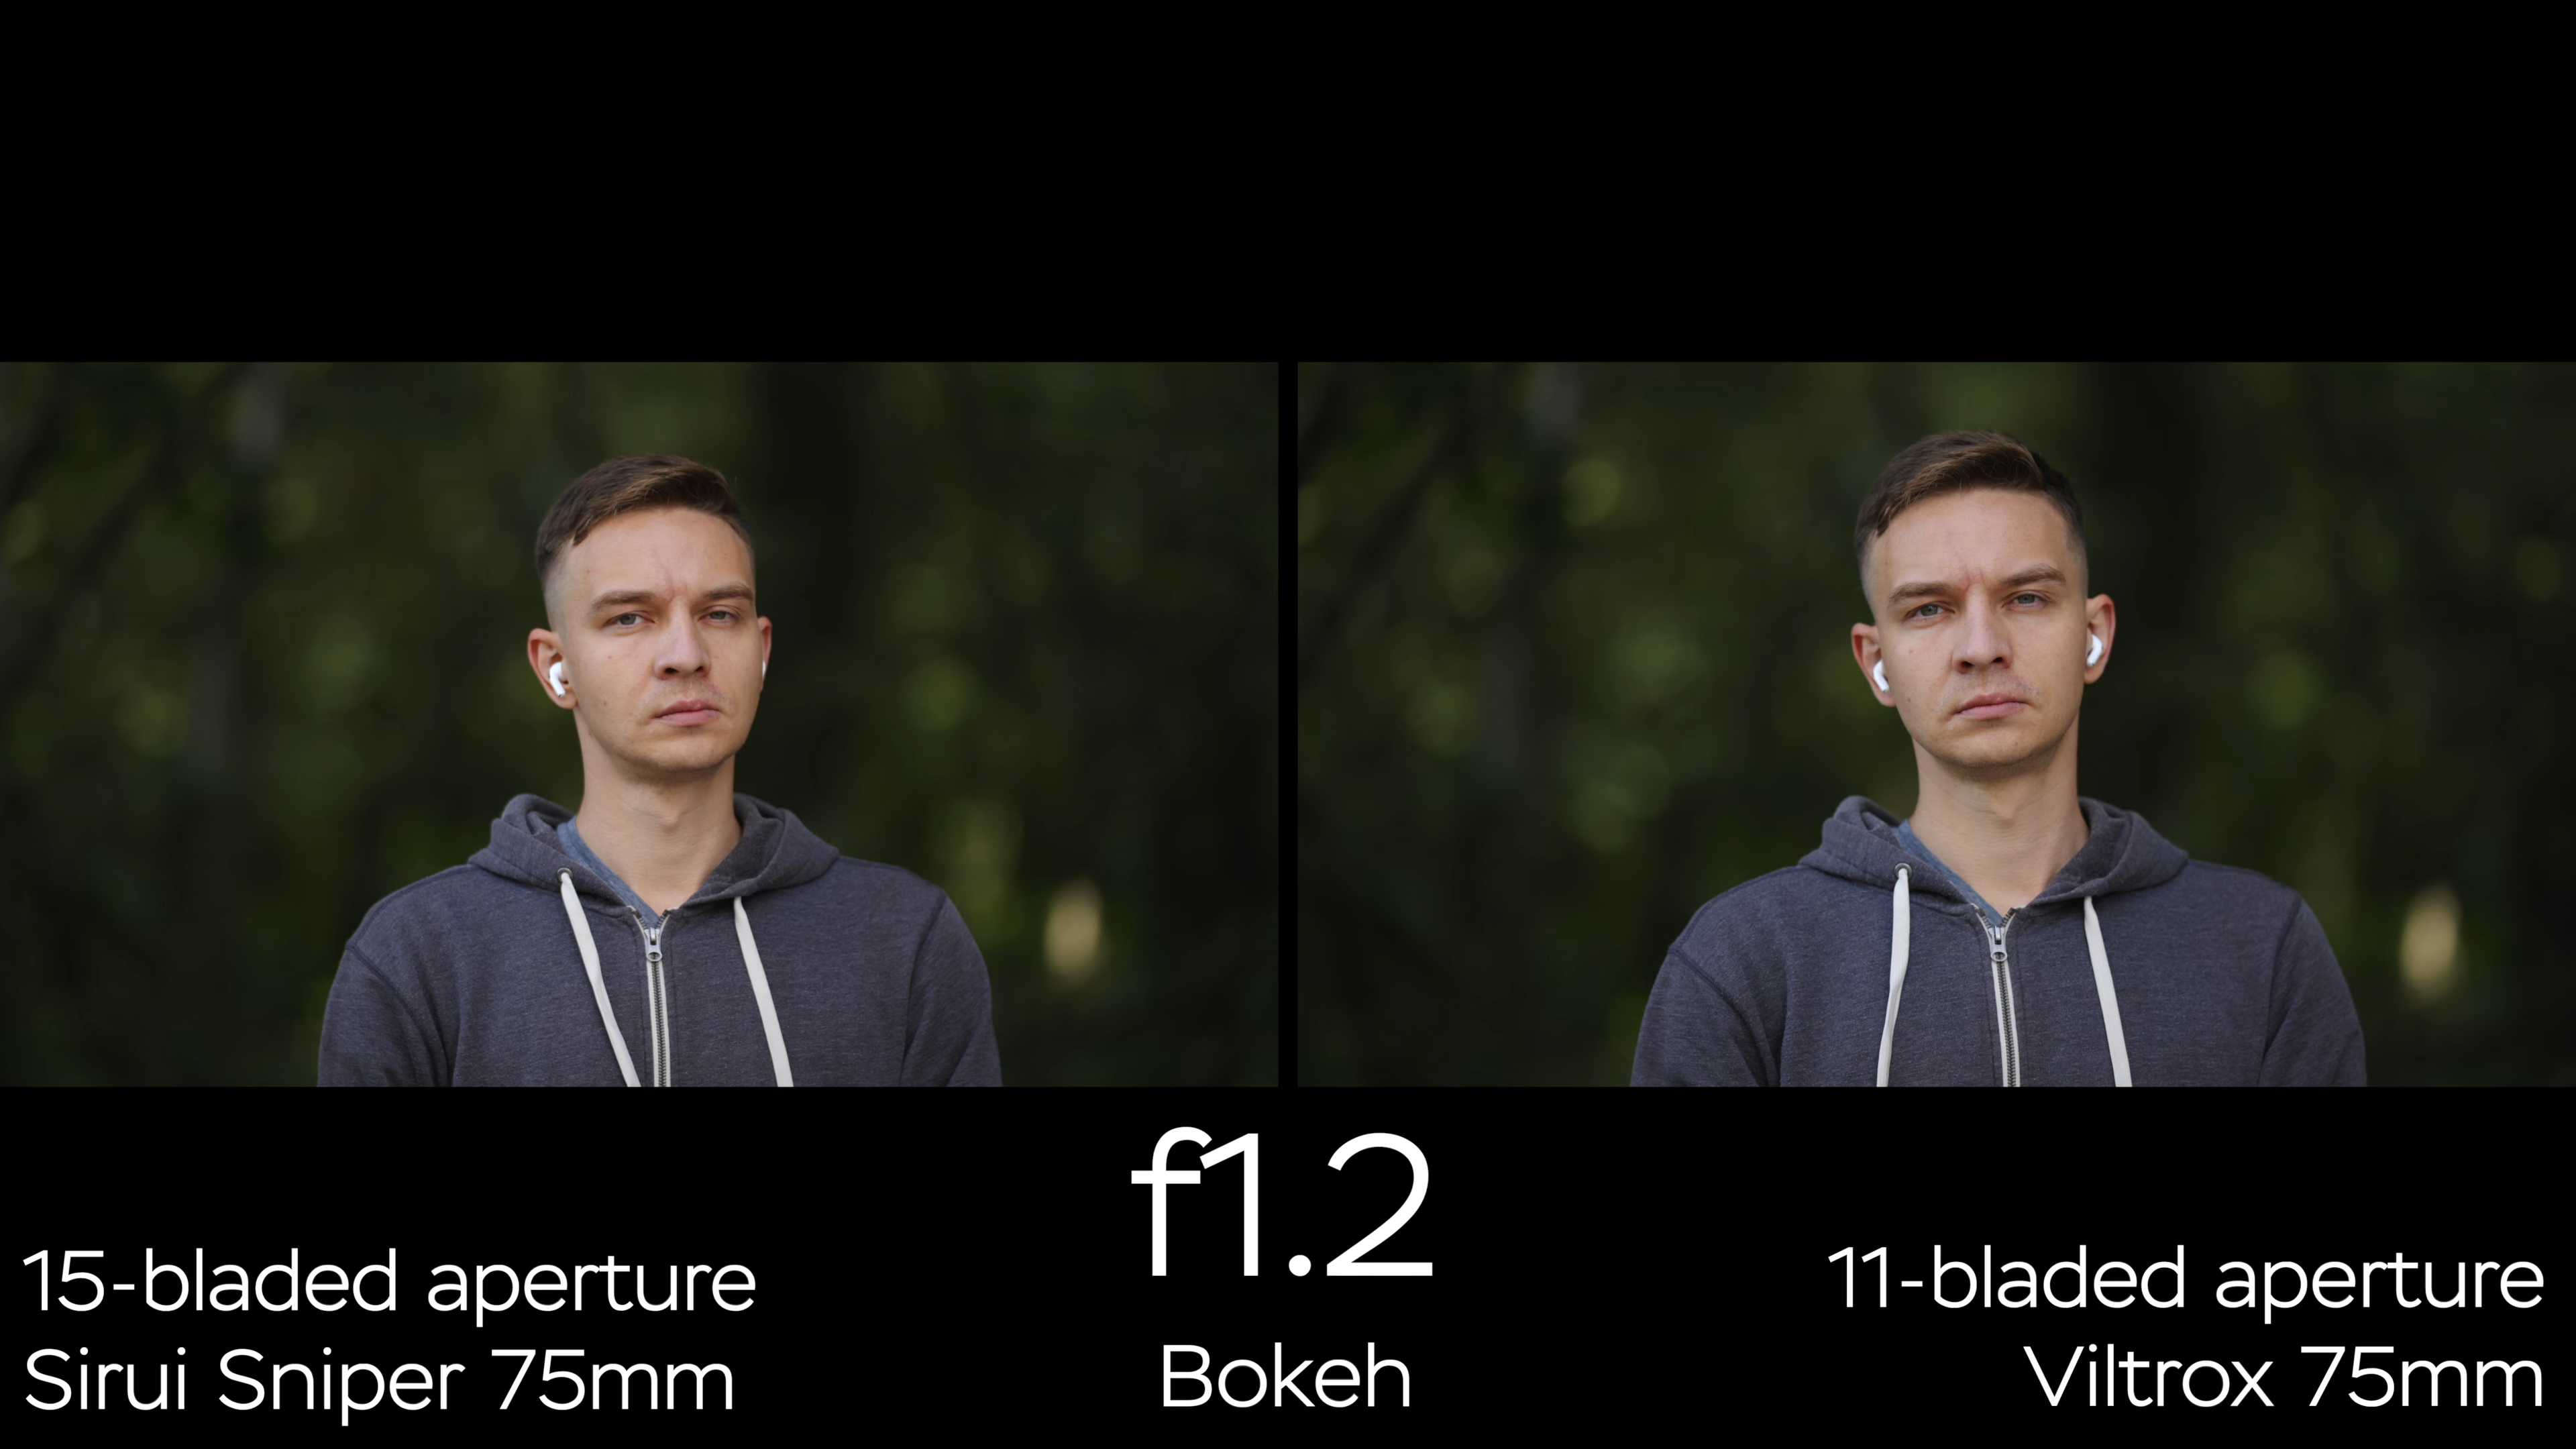 f1.2
15-bladed aperture
Sirui Sniper 75mm
Bokeh
11-bladed aperture
Viltrox 75mm